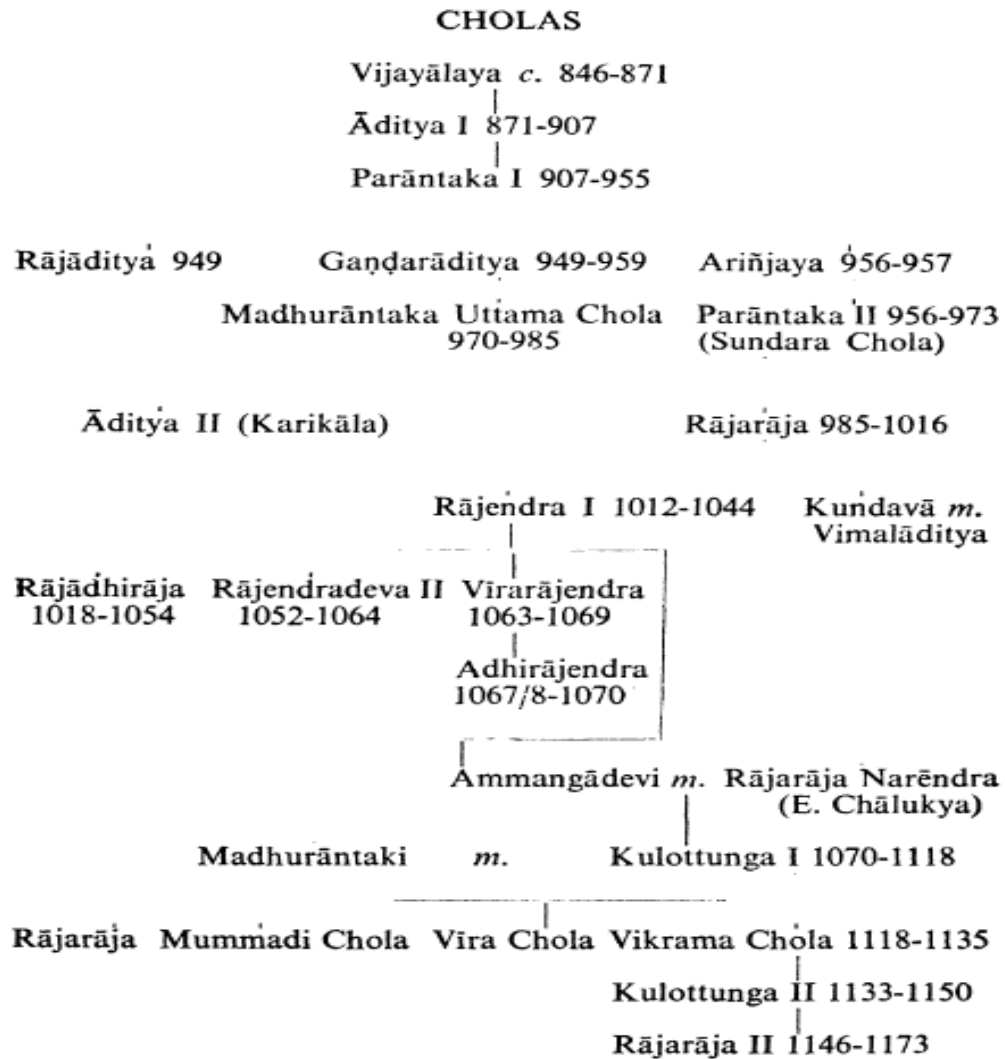 CHOLAS
Vijayālaya c. 846-871
Āditya I 871-907
Parāntaka I 907-955
Rājāditya 949 Gaṇḍarāditya 949-959 Ariñjaya 956-957
Madhurāntaka Uttama Chola Parāntaka II 956-973
970-985 (Sundara Chola)
Āditya II (Karikāla) Rājarāja 985-1016
Rājendra I 1012-1044 Kundavā m.
Vimalāditya
Rājādhirāja Rājendradeva II Vīrarājendra
1018-1054 1052-1064 1063-1069
Adhirājendra
1067/8-1070
Ammangādevi m. Rājarāja Narēndra
(E. Chālukya)
Madhurāntaki m. Kulottunga I 1070-1118
Rājarāja Mummadi Chola Vīra Chola Vikrama Chola 1118-1135
Kulottunga II 1133-1150
Rājarāja II 1146-1173